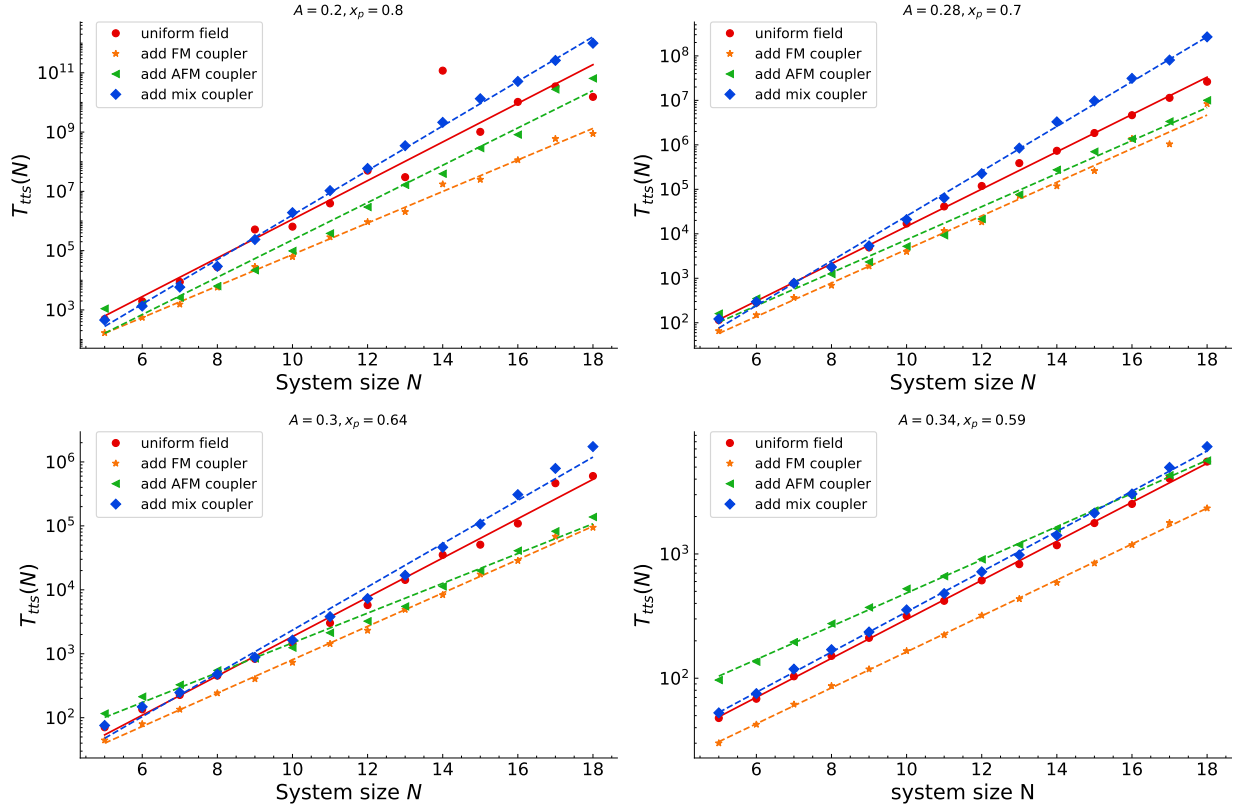 A = 0.2, x_p = 0.8
uniform field
add FM coupler
add AFM coupler
add mix coupler
10^11
10^9
10^7
10^5
10^3
T_tts(N)
6 8 10 12 14 16 18
System size N
A = 0.28, x_p = 0.7
uniform field
add FM coupler
add AFM coupler
add mix coupler
10^8
10^7
10^6
10^5
10^4
10^3
10^2
T_tts(N)
6 8 10 12 14 16 18
System size N
A = 0.3, x_p = 0.64
uniform field
add FM coupler
add AFM coupler
add mix coupler
10^6
10^5
10^4
10^3
10^2
T_tts(N)
6 8 10 12 14 16 18
System size N
A = 0.34, x_p = 0.59
uniform field
add FM coupler
add AFM coupler
add mix coupler
10^3
10^2
T_tts(N)
6 8 10 12 14 16 18
system size N